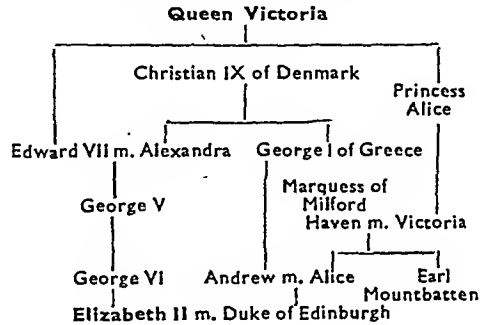 Queen Victoria
Christian IX of Denmark
Princess
Alice
Edward VII m. Alexandra George I of Greece
Marquess of
Milford
Haven m. Victoria
George V
George VI Andrew m. Alice Earl
Mountbatten
Elizabeth II m. Duke of Edinburgh